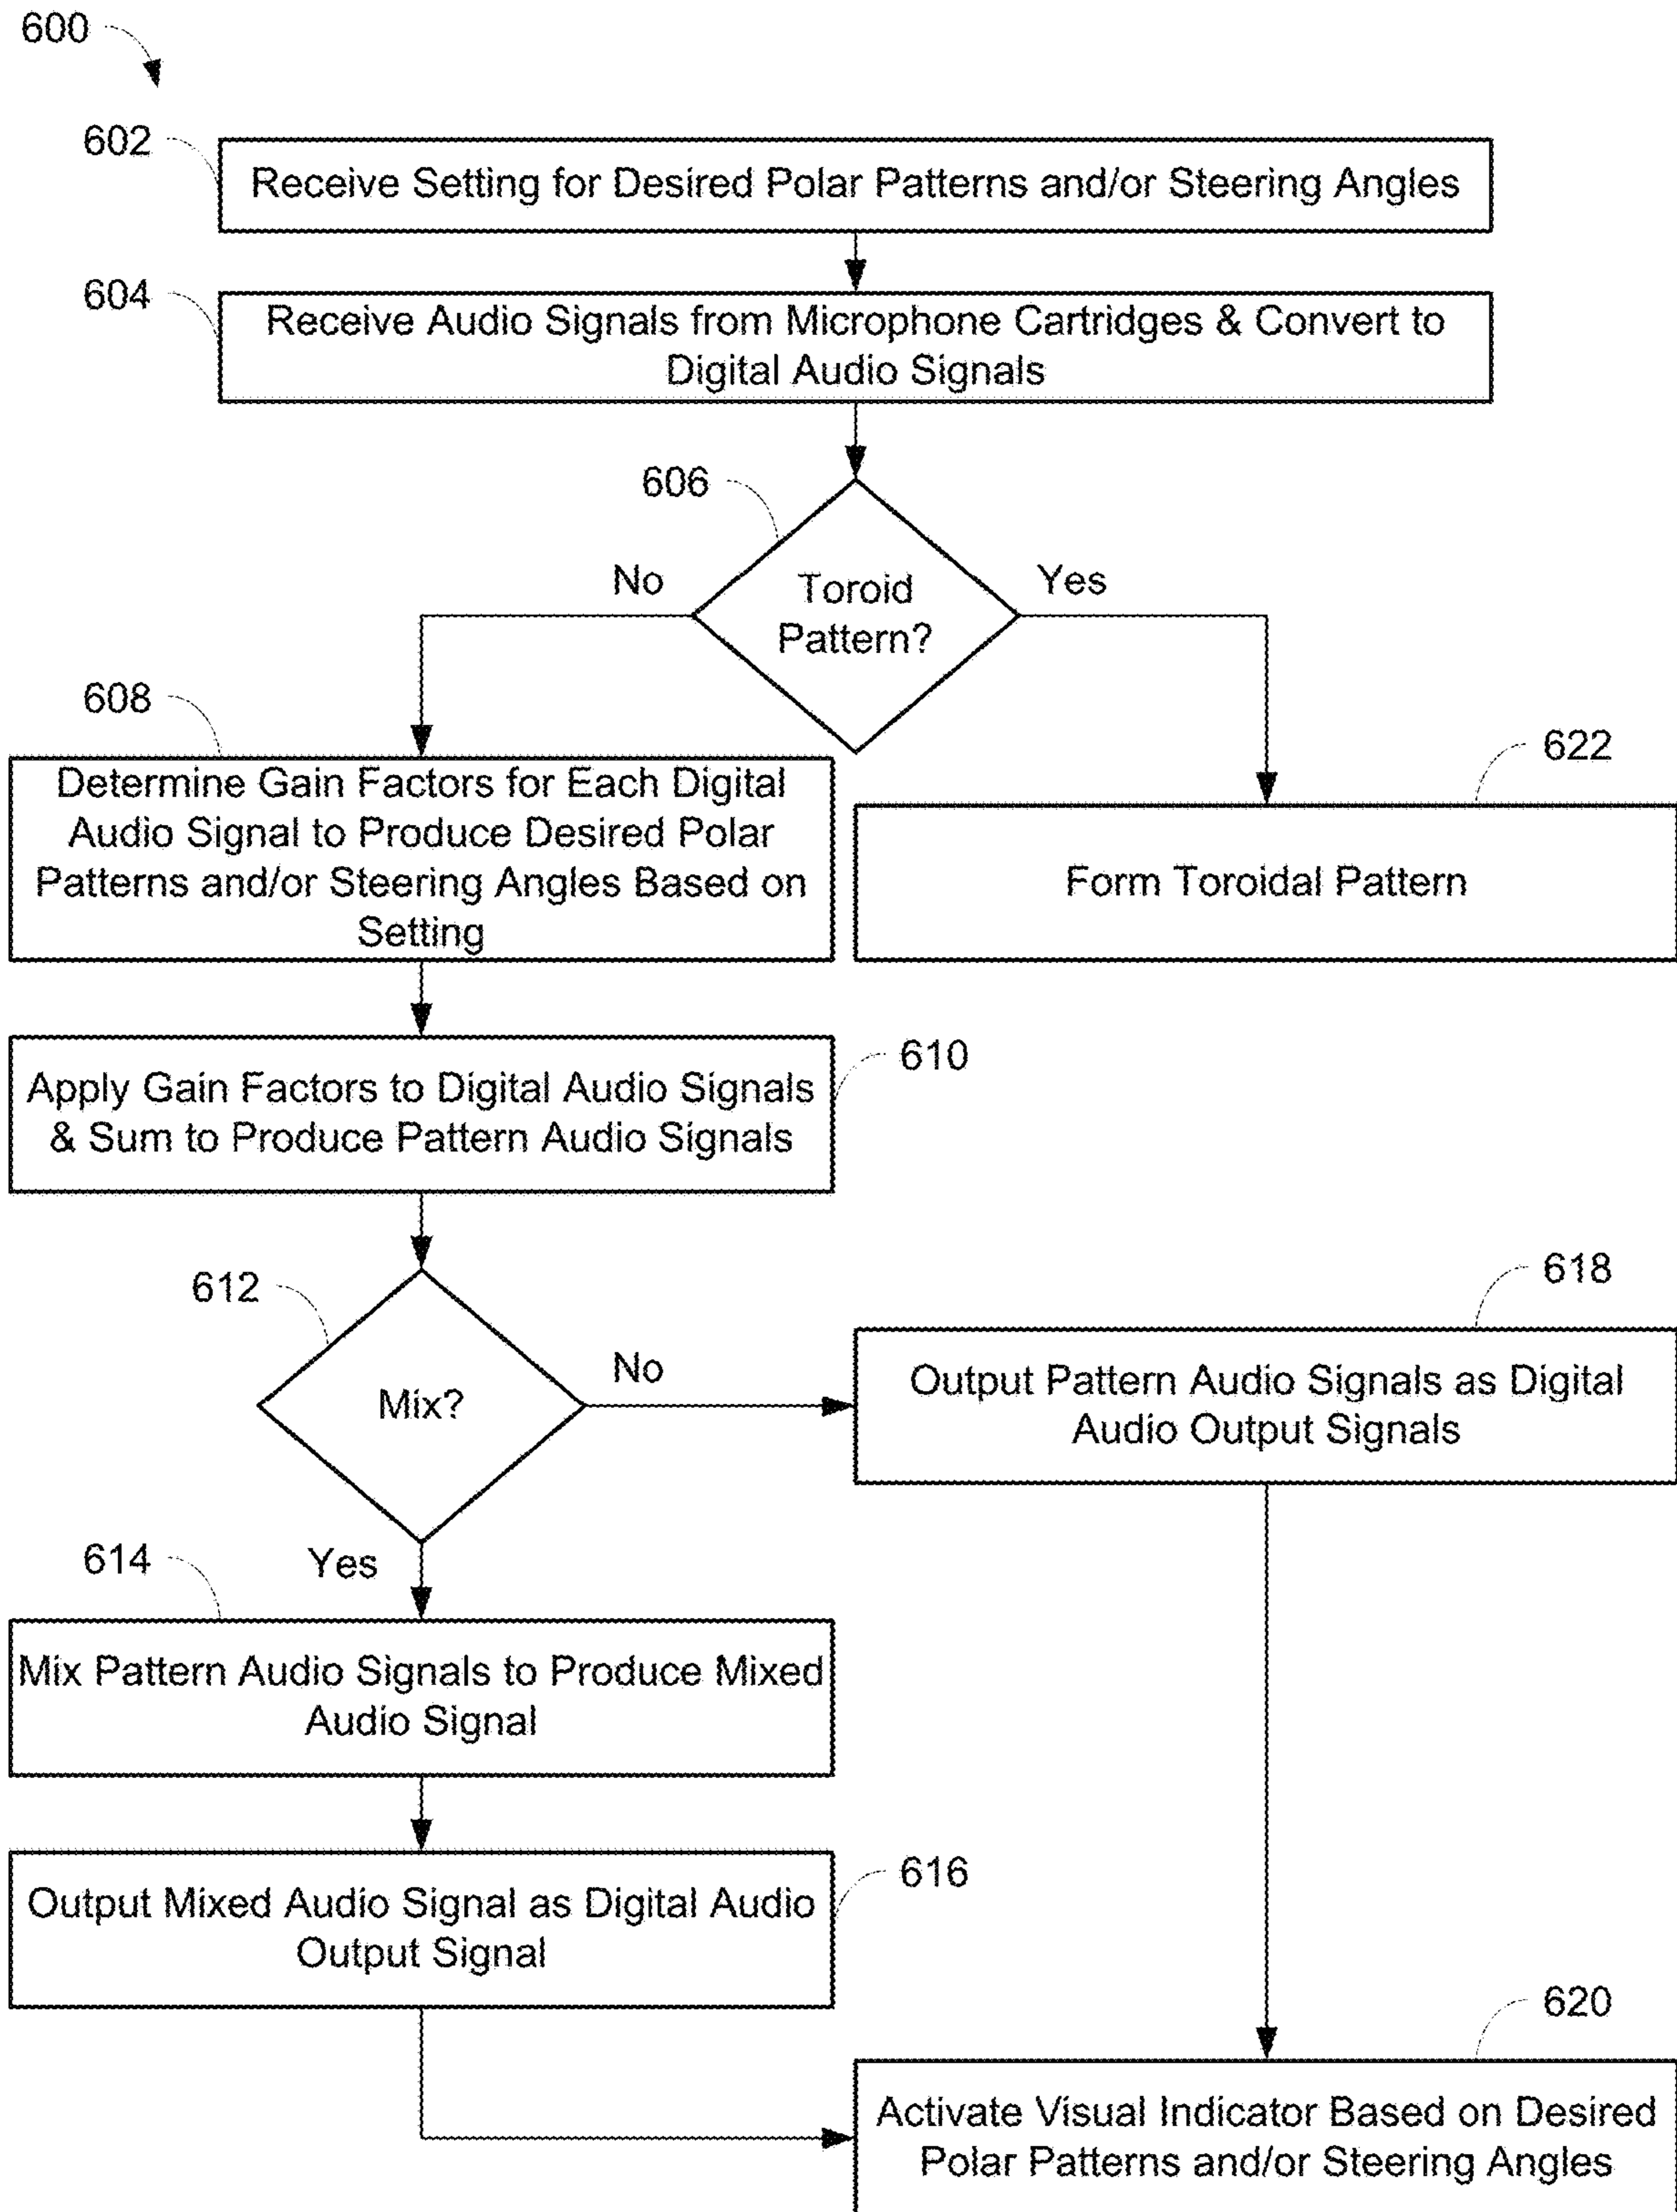 600
602
Receive Setting for Desired Polar Patterns and/or Steering Angles
604
Receive Audio Signals from Microphone Cartridges & Convert to
Digital Audio Signals
606
No
Toroid
Pattern?
Yes
608
Determine Gain Factors for Each Digital
Audio Signal to Produce Desired Polar
Patterns and/or Steering Angles Based on
Setting
622
Form Toroidal Pattern
610
Apply Gain Factors to Digital Audio Signals
& Sum to Produce Pattern Audio Signals
612
Mix?
No
618
Output Pattern Audio Signals as Digital
Audio Output Signals
Yes
614
Mix Pattern Audio Signals to Produce Mixed
Audio Signal
616
Output Mixed Audio Signal as Digital Audio
Output Signal
620
Activate Visual Indicator Based on Desired
Polar Patterns and/or Steering Angles